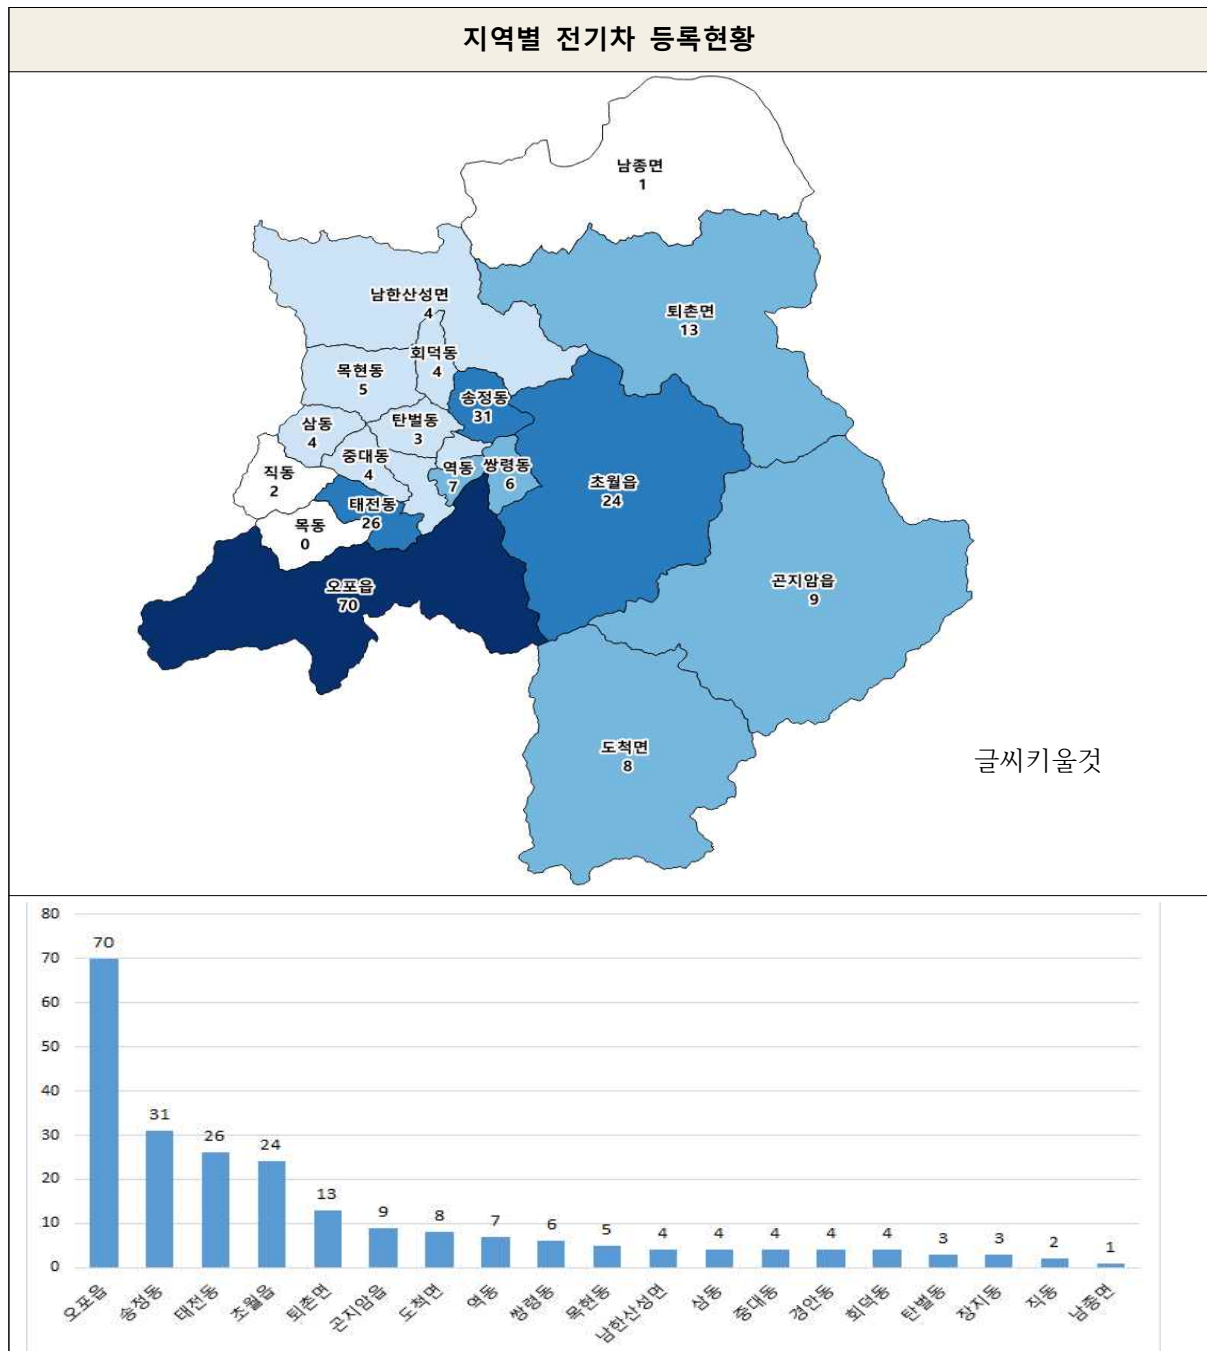 지역별 전기차 등록현황
남종면
1
남한산성면
4
퇴촌면
13
회덕동
4
목현동
5
송정동
31
탄벌동
3
삼동
4
중대동
4
역동
7
쌍령동
6
직동
2
초월읍
24
태전동
26
목동
0
오포읍
70
곤지암읍
9
도척면
8
글씨키울것
80
70
60
50
40
30
20
10
0
70
31
26
24
13
9
8
7
6
5
4
4
4
4
4
3
3
2
1
오포읍
송정동
태전동
초월읍
퇴촌면
곤지암읍
도척면
역동
쌍령동
목현동
남한산성면
삼동
중대동
경안동
회덕동
탄벌동
장지동
직동
남종면